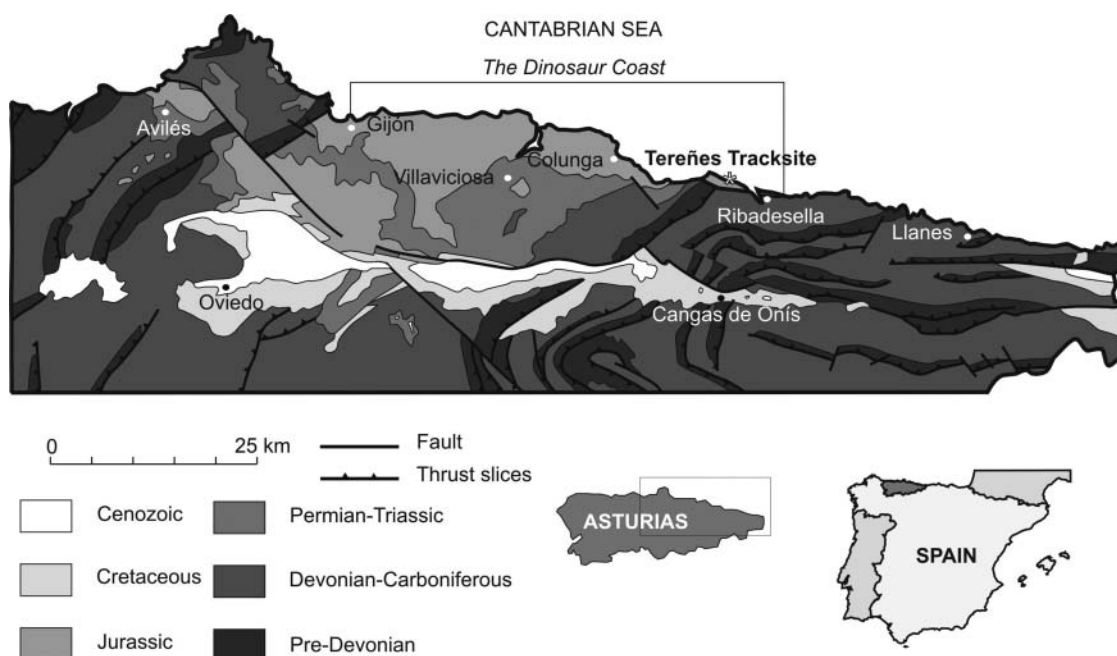 CANTABRIAN SEA
The Dinosaur Coast
Avilés
Gijón
Colunga
Tereñes Tracksite
Villaviciosa
Ribadesella
Llanes
Oviedo
Cangas de Onís
0 25 km
Fault
Thrust slices
Cenozoic
Permian-Triassic
Cretaceous
Devonian-Carboniferous
Jurassic
Pre-Devonian
ASTURIAS
SPAIN